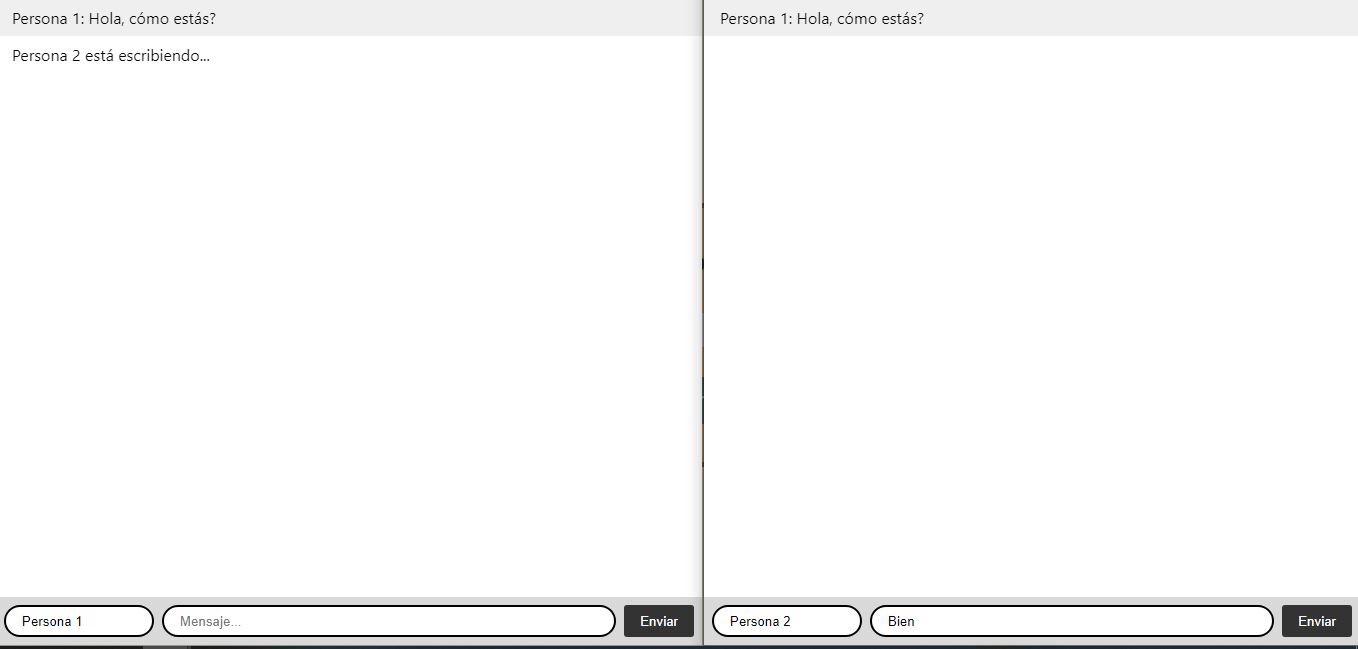 Persona 1: Hola, cómo estás?
Persona 2 está escribiendo...
Persona 1
Mensaje...
Enviar
Persona 1: Hola, cómo estás?
Persona 2
Bien
Enviar